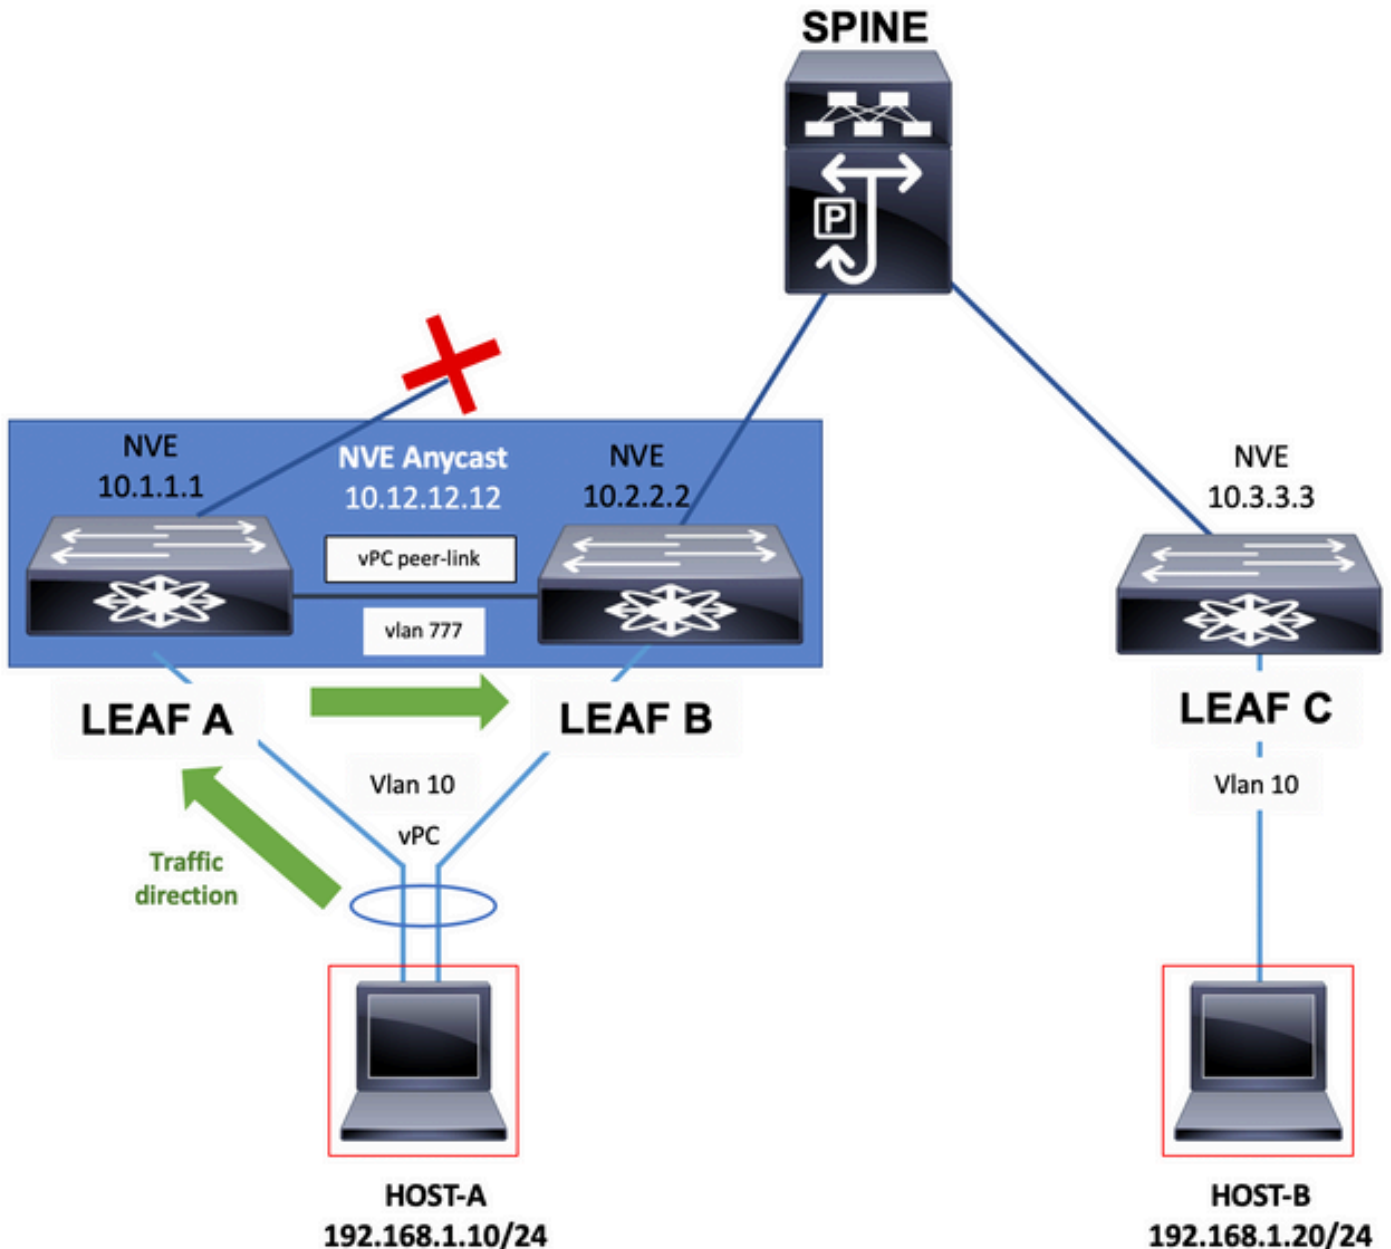 SPINE
P
NVE
10.1.1.1
NVE Anycast
10.12.12.12
NVE
10.2.2.2
NVE
10.3.3.3
vPC peer-link
vlan 777
LEAF A
LEAF B
LEAF C
Vlan 10
vPC
Vlan 10
Traffic
direction
HOST-A
192.168.1.10/24
HOST-B
192.168.1.20/24